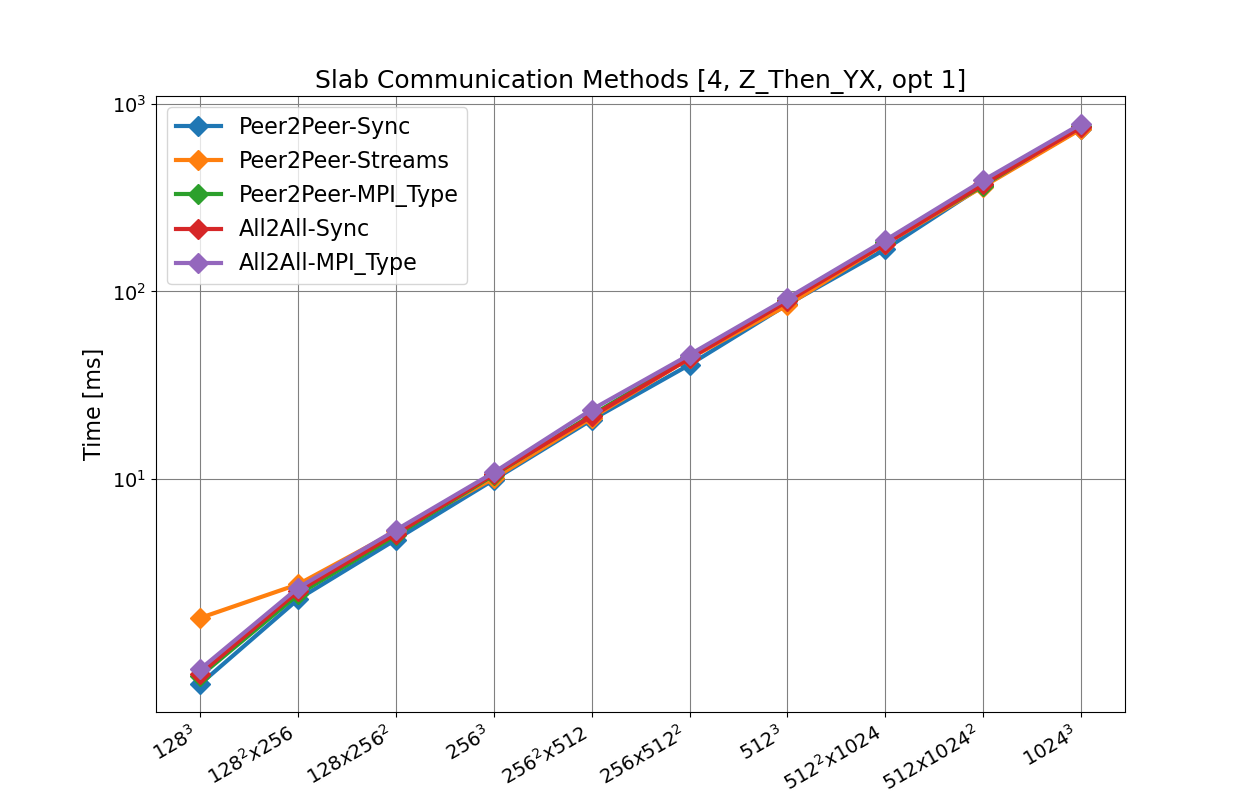 Slab Communication Methods [4, Z_Then_YX, opt 1]
Peer2Peer-Sync
Peer2Peer-Streams
Peer2Peer-MPI_Type
All2All-Sync
All2All-MPI_Type
Time [ms]
10³
10²
10¹
128³
128²x256
128x256²
256³
256²x512
256x512²
512³
512²x1024
512x1024²
1024³